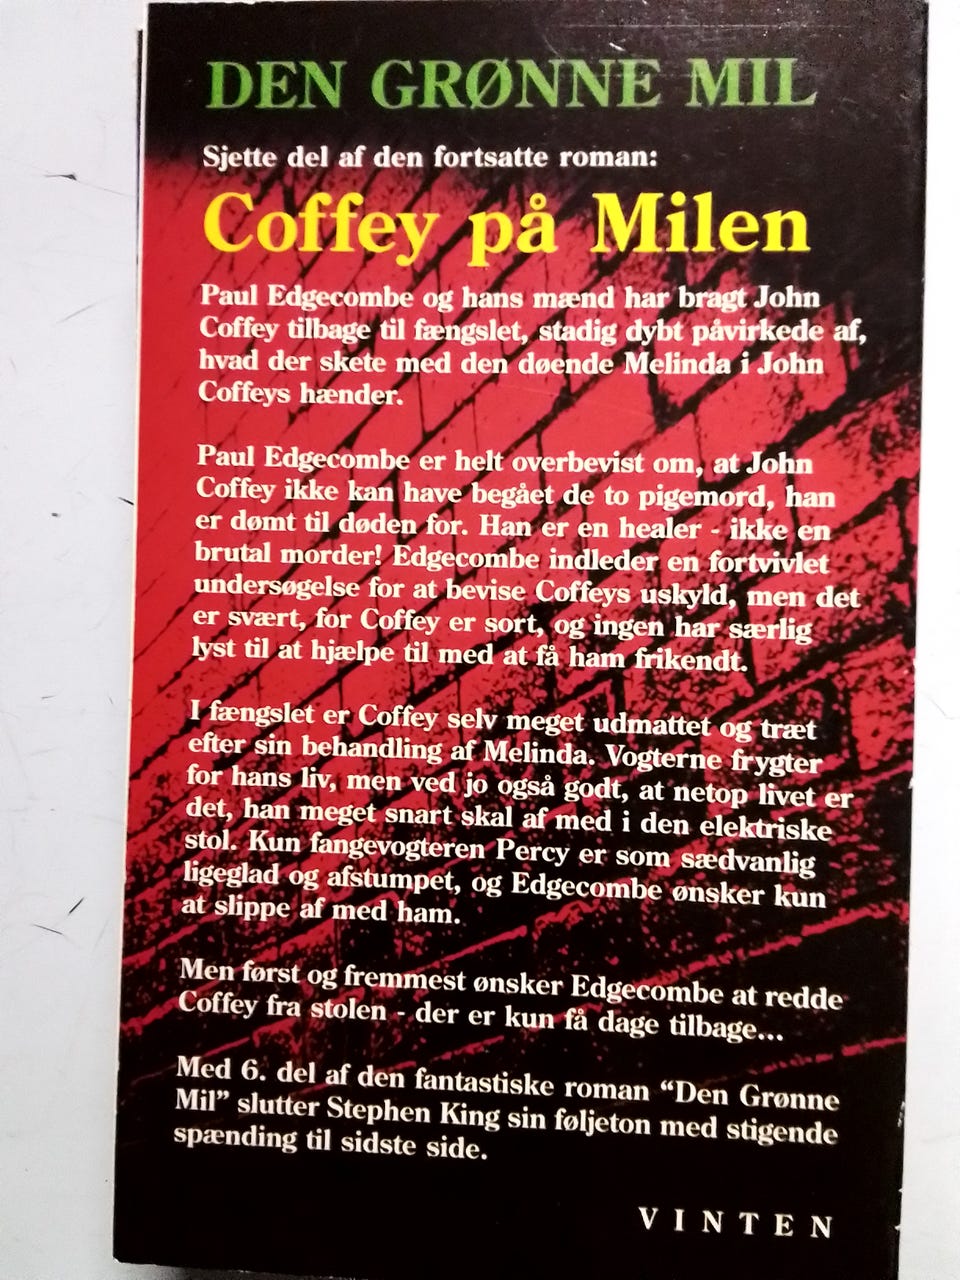 DEN GRØNNE MIL
Sjette del af den fortsatte roman:
Coffey på Milen
Paul Edgecombe og hans mænd har bragt John
Coffey tilbage til fængslet, stadig dybt påvirkede af,
hvad der skete med den døende Melinda i John
Coffeys hænder.
Paul Edgecombe er helt overbevist om, at John
Coffey ikke kan have begået de to pigemord, han
er dømt til døden for. Han er en healer - ikke en
brutal morder! Edgecombe indleder en fortvivlet
undersøgelse for at bevise Coffeys uskyld, men det
er svært, for Coffey er sort, og ingen har særlig
lyst til at hjælpe til med at få ham frikendt.
I fængslet er Coffey selv meget udmattet og træt
efter sin behandling af Melinda. Vogterne frygter
for hans liv, men ved jo også godt, at netop livet er
det, han meget snart skal af med i den elektriske
stol. Kun fangevogteren Percy er som sædvanlig
ligeglad og afstumpet, og Edgecombe ønsker kun
at slippe af med ham.
Men først og fremmest ønsker Edgecombe at redde
Coffey fra stolen - der er kun få dage tilbage...
Med 6. del af den fantastiske roman “Den Grønne
Mil” slutter Stephen King sin føljeton med stigende
spænding til sidste side.
VINTEN